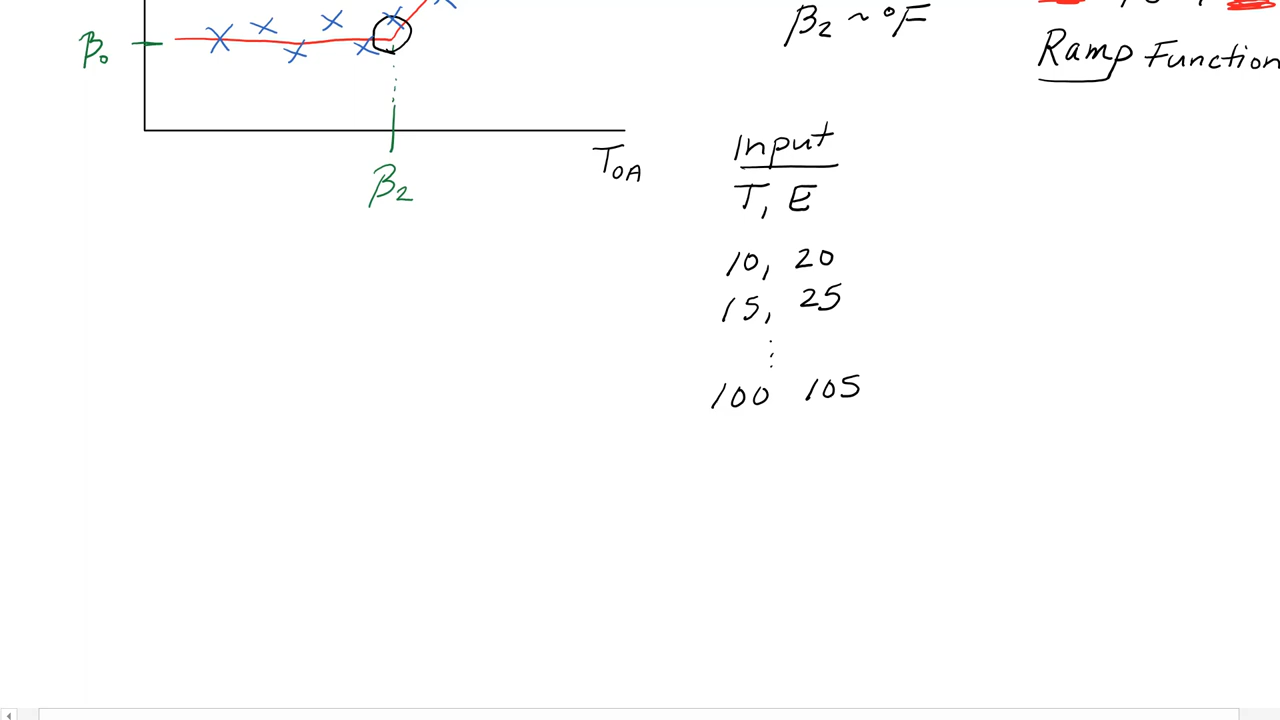 β₂ ~ °F
β₀
Ramp Function
Input
T_OA
β₂
T, E
10, 20
15, 25
⋮
100 105